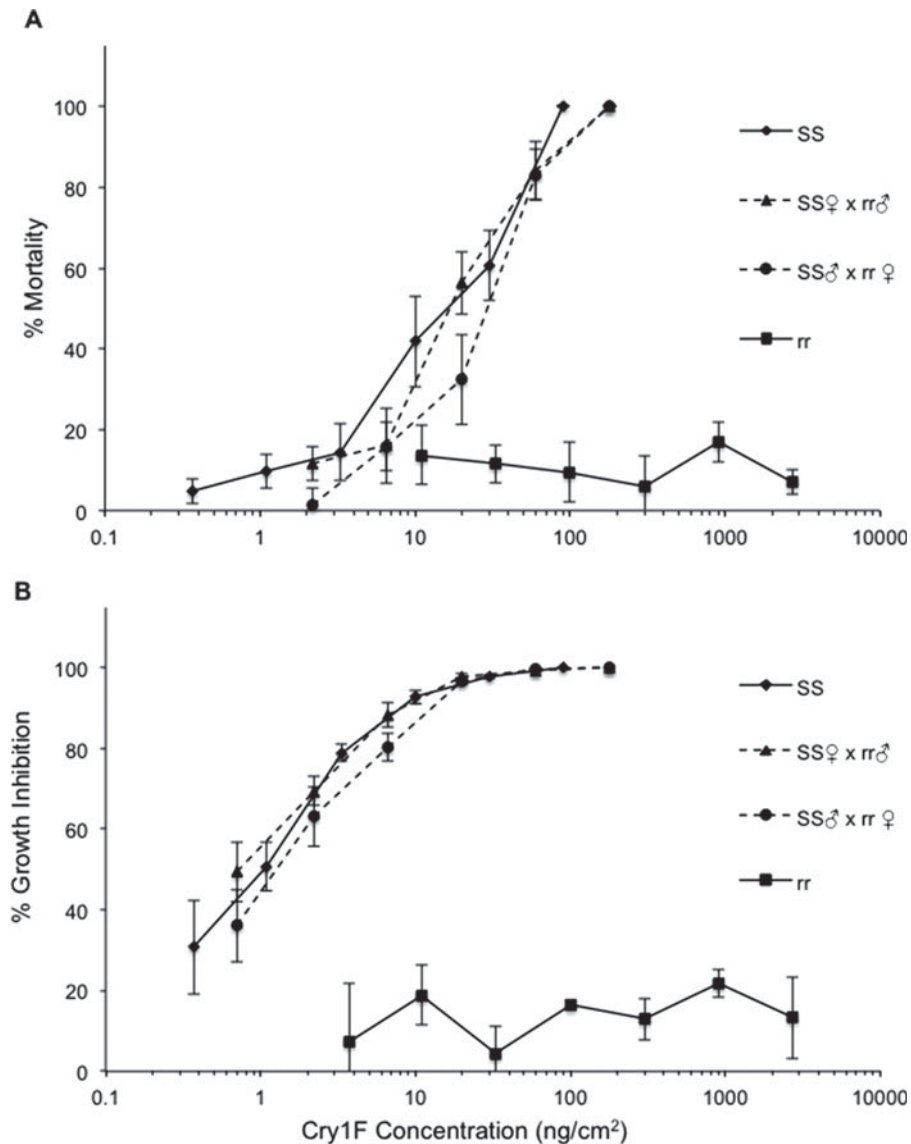 A
% Mortality
100
80
60
40
20
0
0.1 1 10 100 1000 10000
SS
SS♀ x rr♂
SS♂ x rr ♀
rr
B
% Growth Inhibition
100
80
60
40
20
0
0.1 1 10 100 1000 10000
Cry1F Concentration (ng/cm²)
SS
SS♀ x rr♂
SS♂ x rr ♀
rr